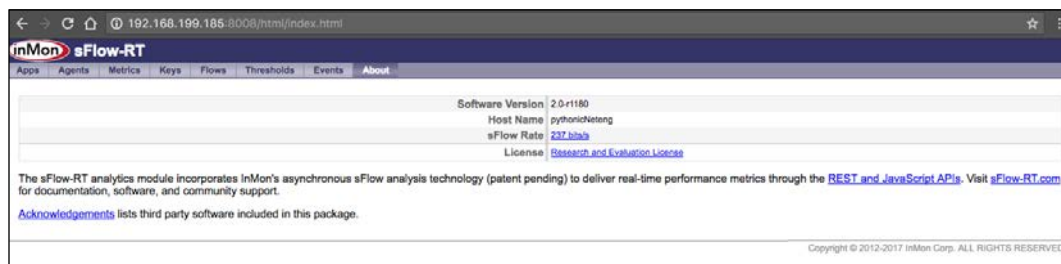 192.168.199.185:8008/html/index.html
inMon sFlow-RT
Apps Agents Metrics Keys Flows Thresholds Events About
Software Version 2.0-r1180
Host Name pythonicNeteng
sFlow Rate 237 bits/s
License Research and Evaluation License
The sFlow-RT analytics module incorporates InMon's asynchronous sFlow analysis technology (patent pending) to deliver real-time performance metrics through the REST and JavaScript APIs. Visit sFlow-RT.com
for documentation, software, and community support.
Acknowledgements lists third party software included in this package.
Copyright © 2012-2017 InMon Corp. ALL RIGHTS RESERVED